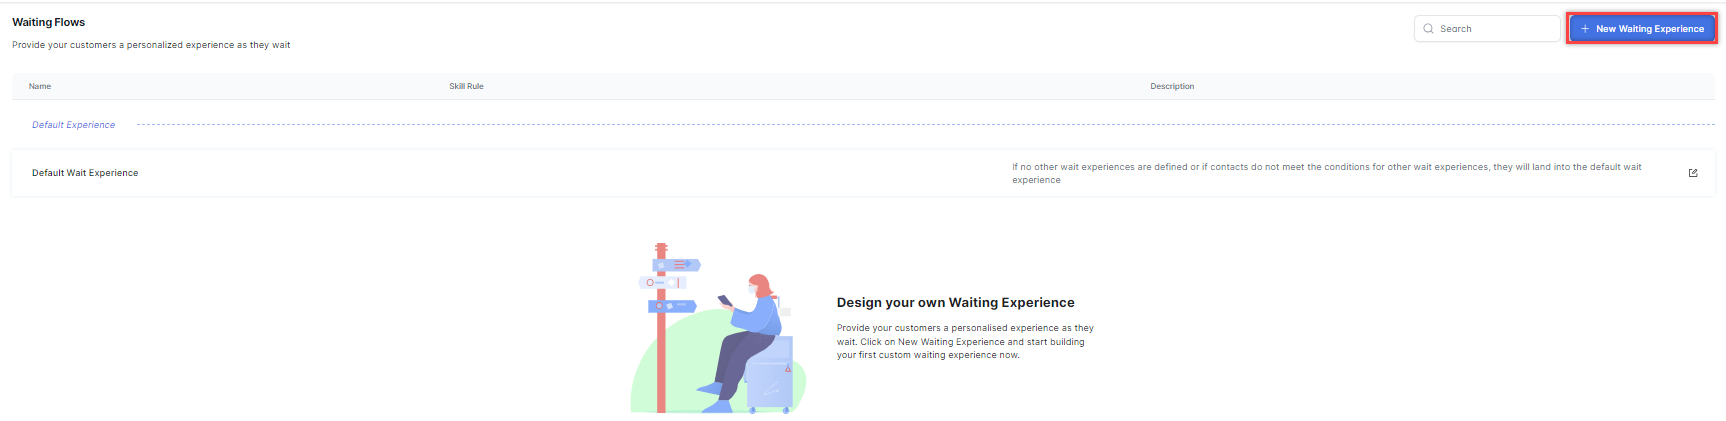 Waiting Flows
Search
+ New Waiting Experience
Provide your customers a personalized experience as they wait
Name
Skill Rule
Description
Default Experience
Default Wait Experience
If no other wait experiences are defined or if contacts do not meet the conditions for other wait experiences, they will land into the default wait
experience
Design your own Waiting Experience
Provide your customers a personalised experience as they
wait. Click on New Waiting Experience and start building
your first custom waiting experience now.